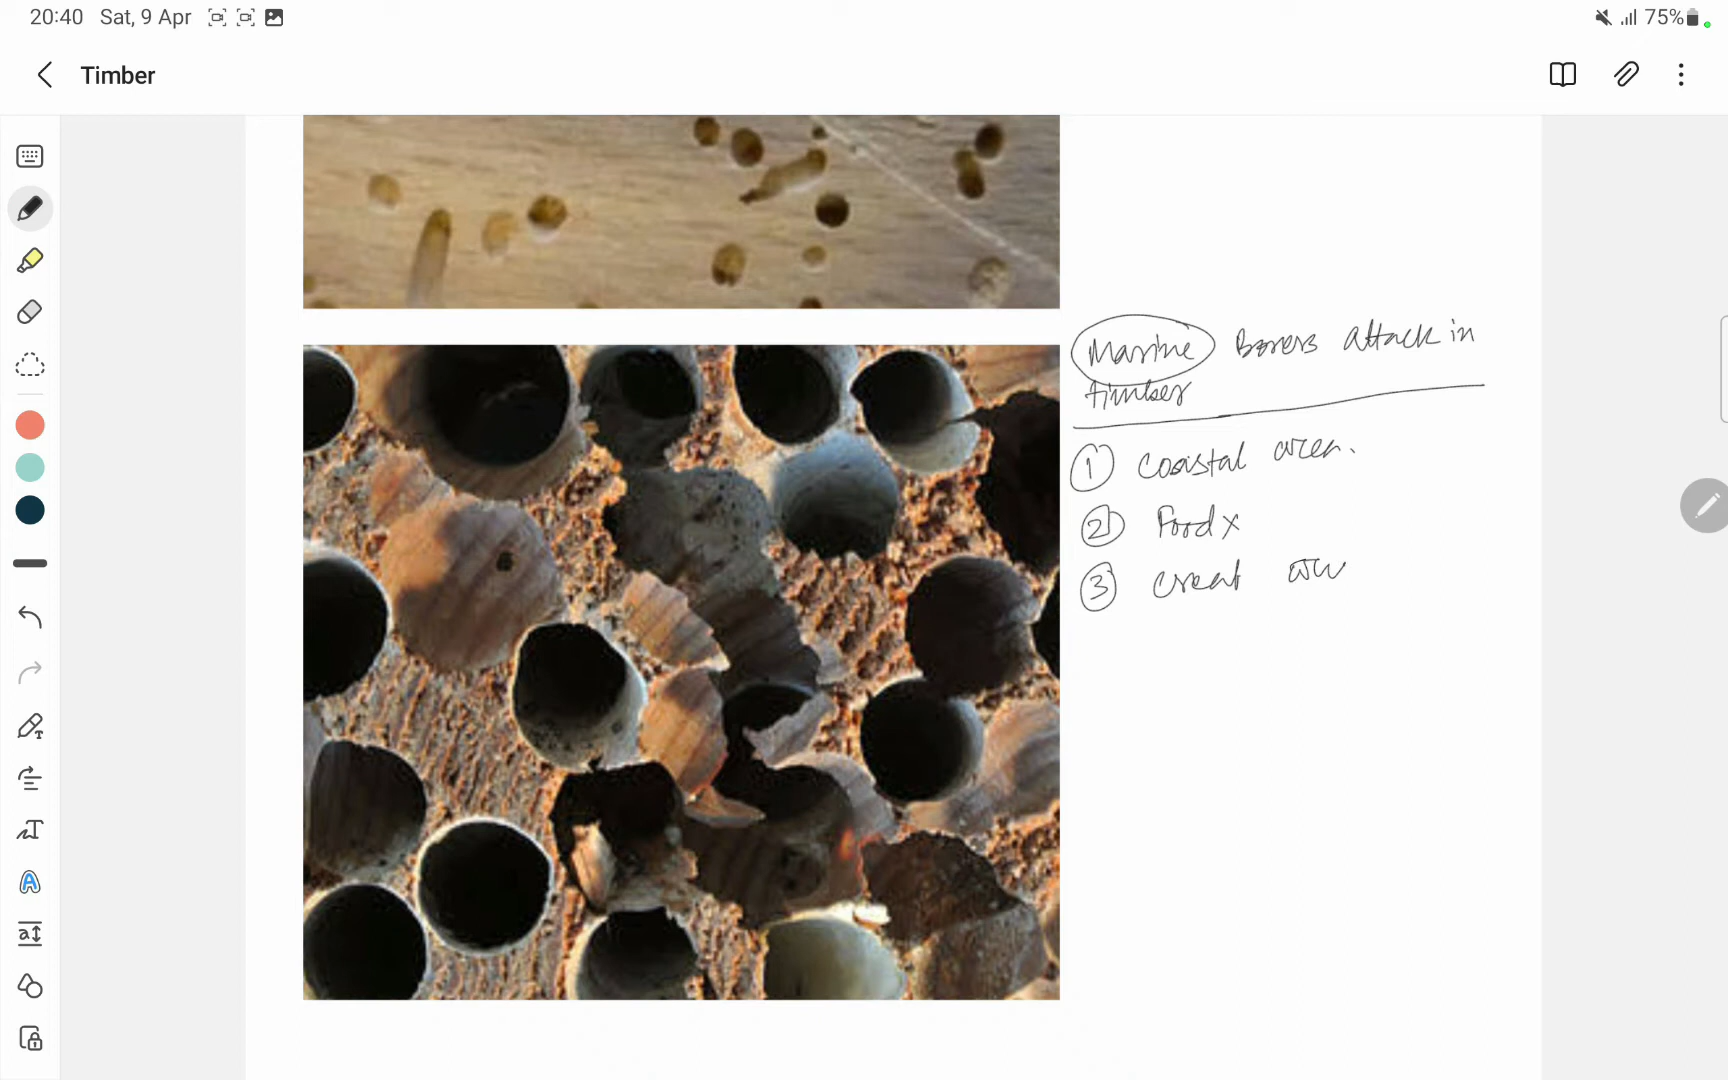 20:40 Sat, 9 Apr 75%
Timber
Marine Borers attack in
timber
① Coastal area.
② Food x
③ creat